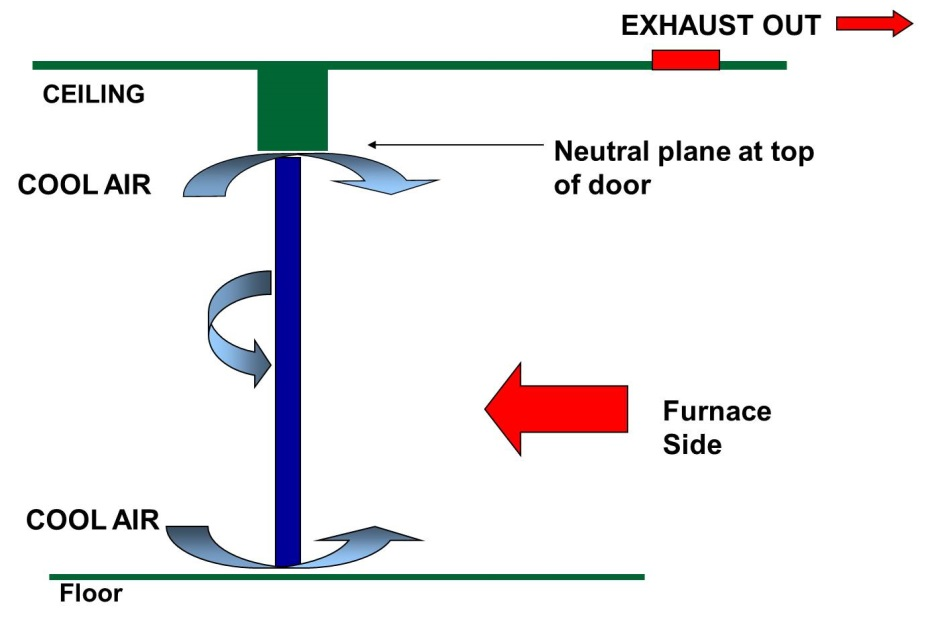 EXHAUST OUT
CEILING
Neutral plane at top
of door
COOL AIR
Furnace
Side
COOL AIR
Floor